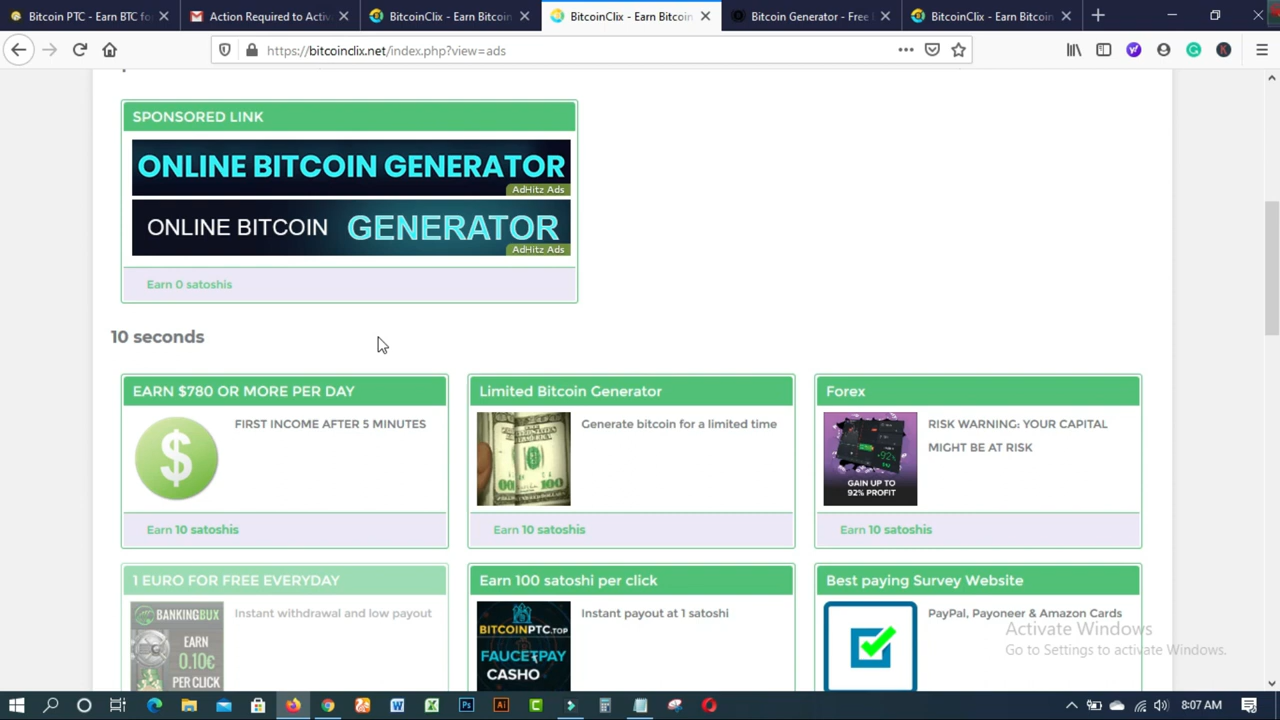 Bitcoin PTC - Earn BTC fo
Action Required to Activ
BitcoinClix - Earn Bitcoin
BitcoinClix - Earn Bitcoin
Bitcoin Generator - Free
BitcoinClix - Earn Bitcoin
https://bitcoinclix.net/index.php?view=ads
SPONSORED LINK
ONLINE BITCOIN GENERATOR
AdHitz Ads
ONLINE BITCOIN GENERATOR
AdHitz Ads
Earn 0 satoshis
10 seconds
EARN $780 OR MORE PER DAY
FIRST INCOME AFTER 5 MINUTES
Earn 10 satoshis
Limited Bitcoin Generator
Generate bitcoin for a limited time
Earn 10 satoshis
Forex
RISK WARNING: YOUR CAPITAL
MIGHT BE AT RISK
-92%
GAIN UP TO
92% PROFIT
Earn 10 satoshis
1 EURO FOR FREE EVERYDAY
Instant withdrawal and low payout
BANKINGBUX
EARN
0.10€
PER CLICK
Earn 100 satoshi per click
Instant payout at 1 satoshi
BITCOINPTC.TOP
FAUCETPAY
CASHO
Best paying Survey Website
PayPal, Payoneer & Amazon Cards
Activate Windows
Go to Settings to activate Windows.
8:07 AM